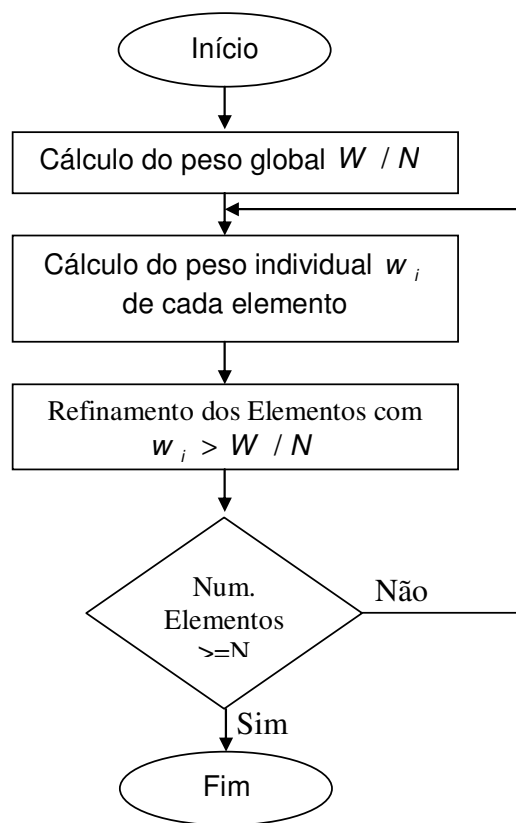 Início
Cálculo do peso global W / N
Cálculo do peso individual w i
de cada elemento
Refinamento dos Elementos com
w i > W / N
Num.
Elementos
>=N
Não
Sim
Fim